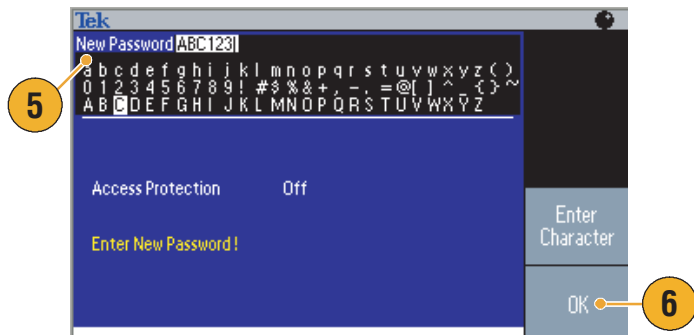 Tek
New Password ABC123
a b c d e f g h i j k l m n o p q r s t u v w x y z ( )
0 1 2 3 4 5 6 7 8 9 ! # $ % & + , - . = @ [ ] ^ _ { } ~
A B C D E F G H I J K L M N O P Q R S T U V W X Y Z
5
Access Protection Off
Enter New Password !
Enter
Character
OK
6